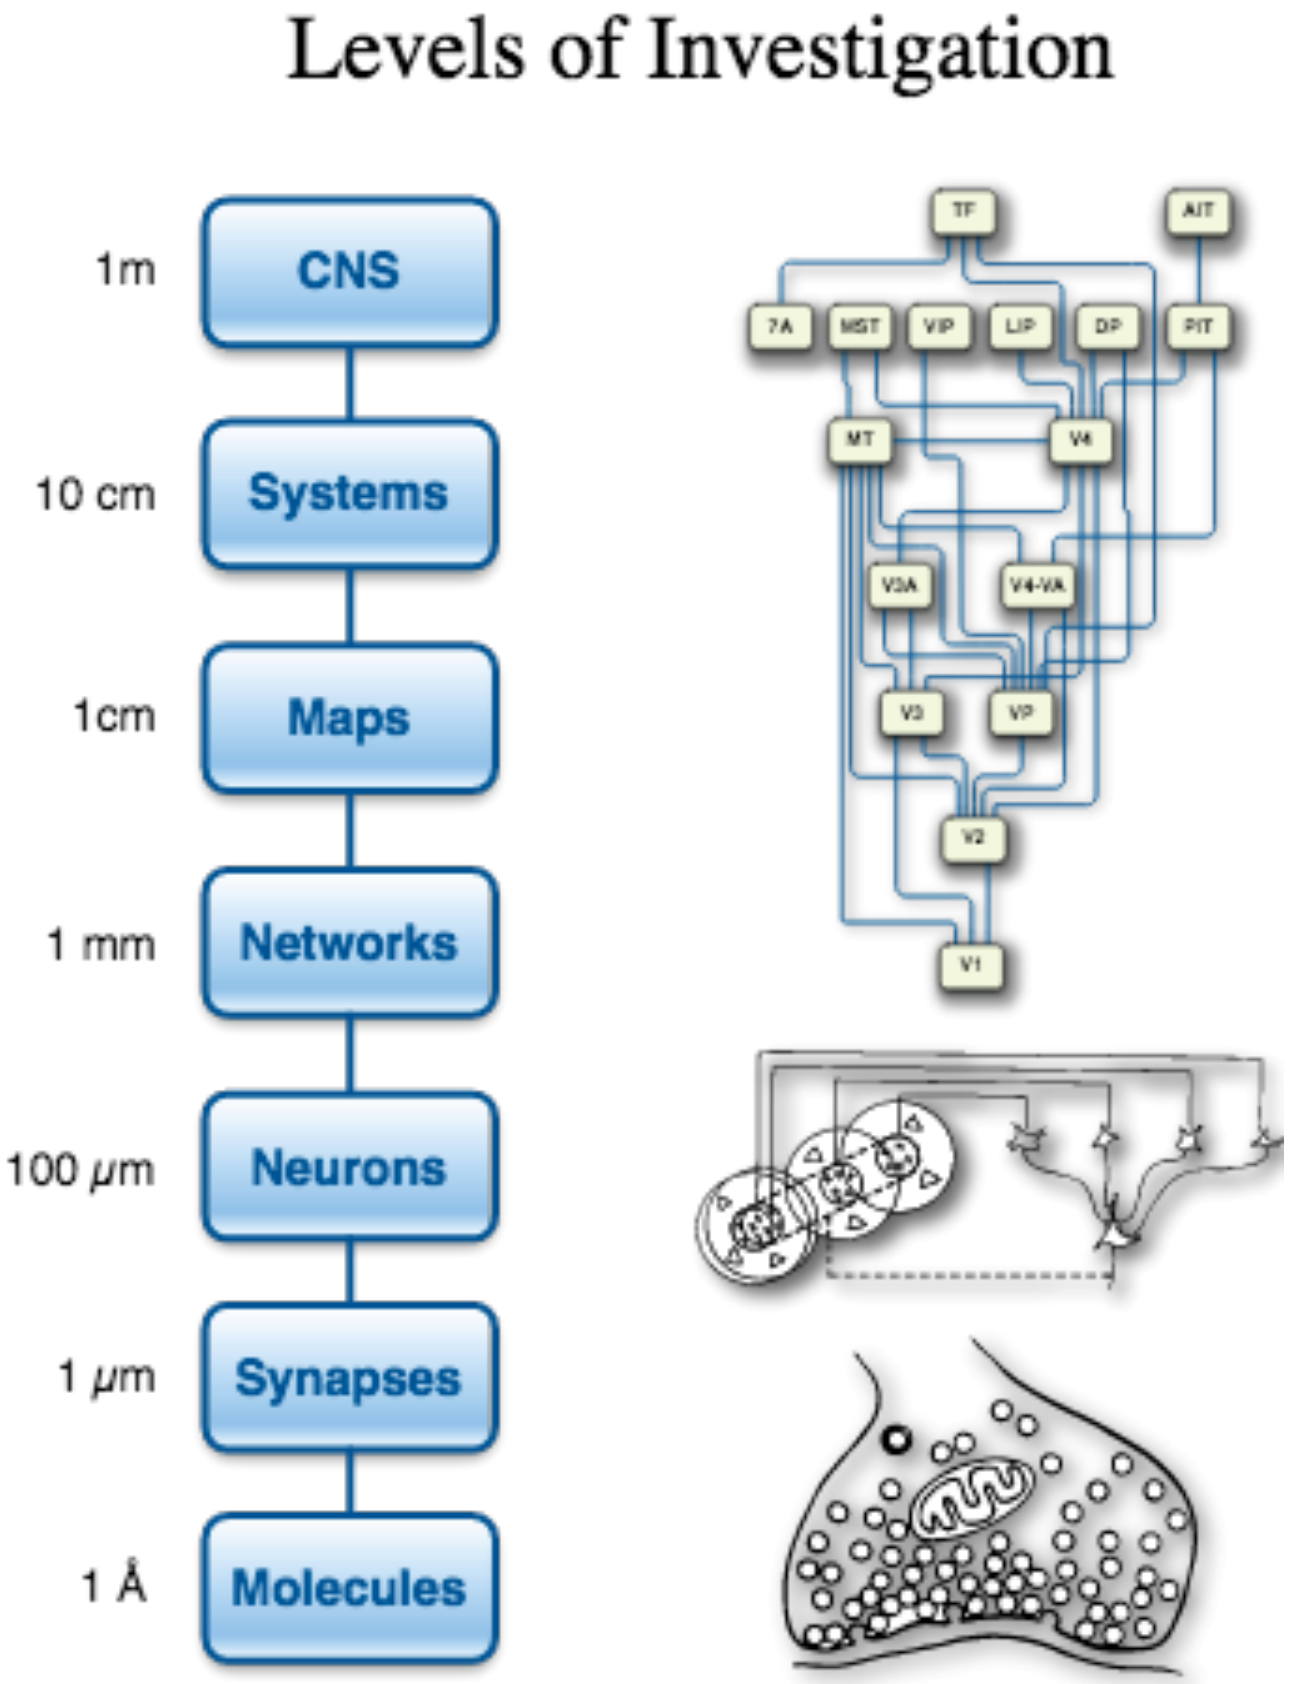 Levels of Investigation
1m
CNS
10 cm
Systems
1cm
Maps
1 mm
Networks
100 µm
Neurons
1 µm
Synapses
1 Å
Molecules
TF
AIT
7A
MST
VIP
LIP
DP
PIT
MT
V4
V3A
V4-VA
V3
VP
V2
V1